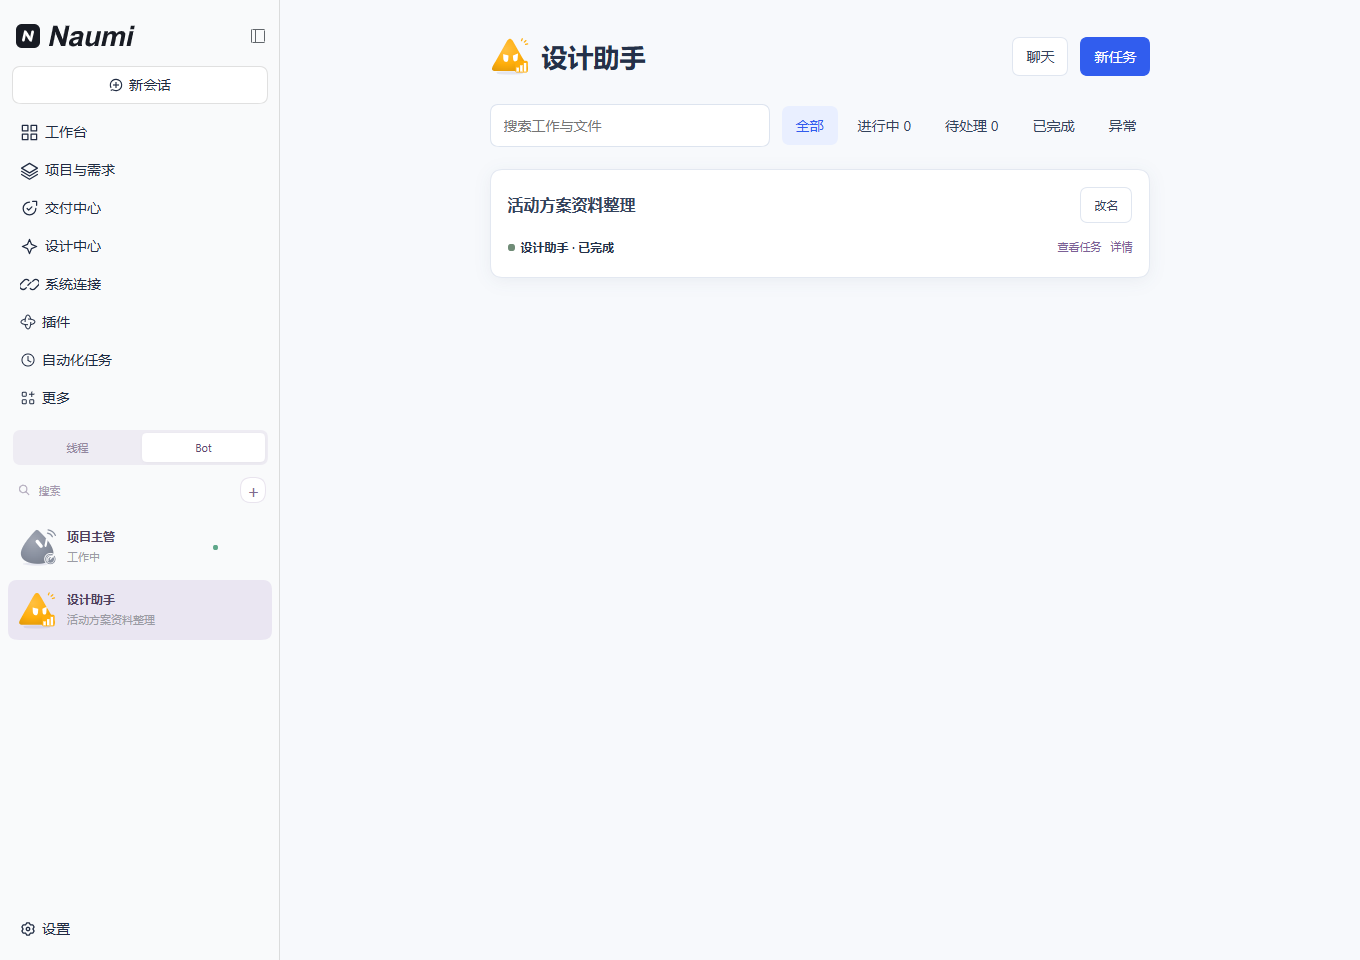 Naumi
新会话
工作台
项目与需求
交付中心
设计中心
系统连接
插件
自动化任务
更多
线程 Bot
搜索
项目主管
工作中
设计助手
活动方案资料整理
设置
设计助手
聊天 新任务
搜索工作与文件 全部 进行中 0 待处理 0 已完成 异常
活动方案资料整理 改名
设计助手 · 已完成 查看任务 详情